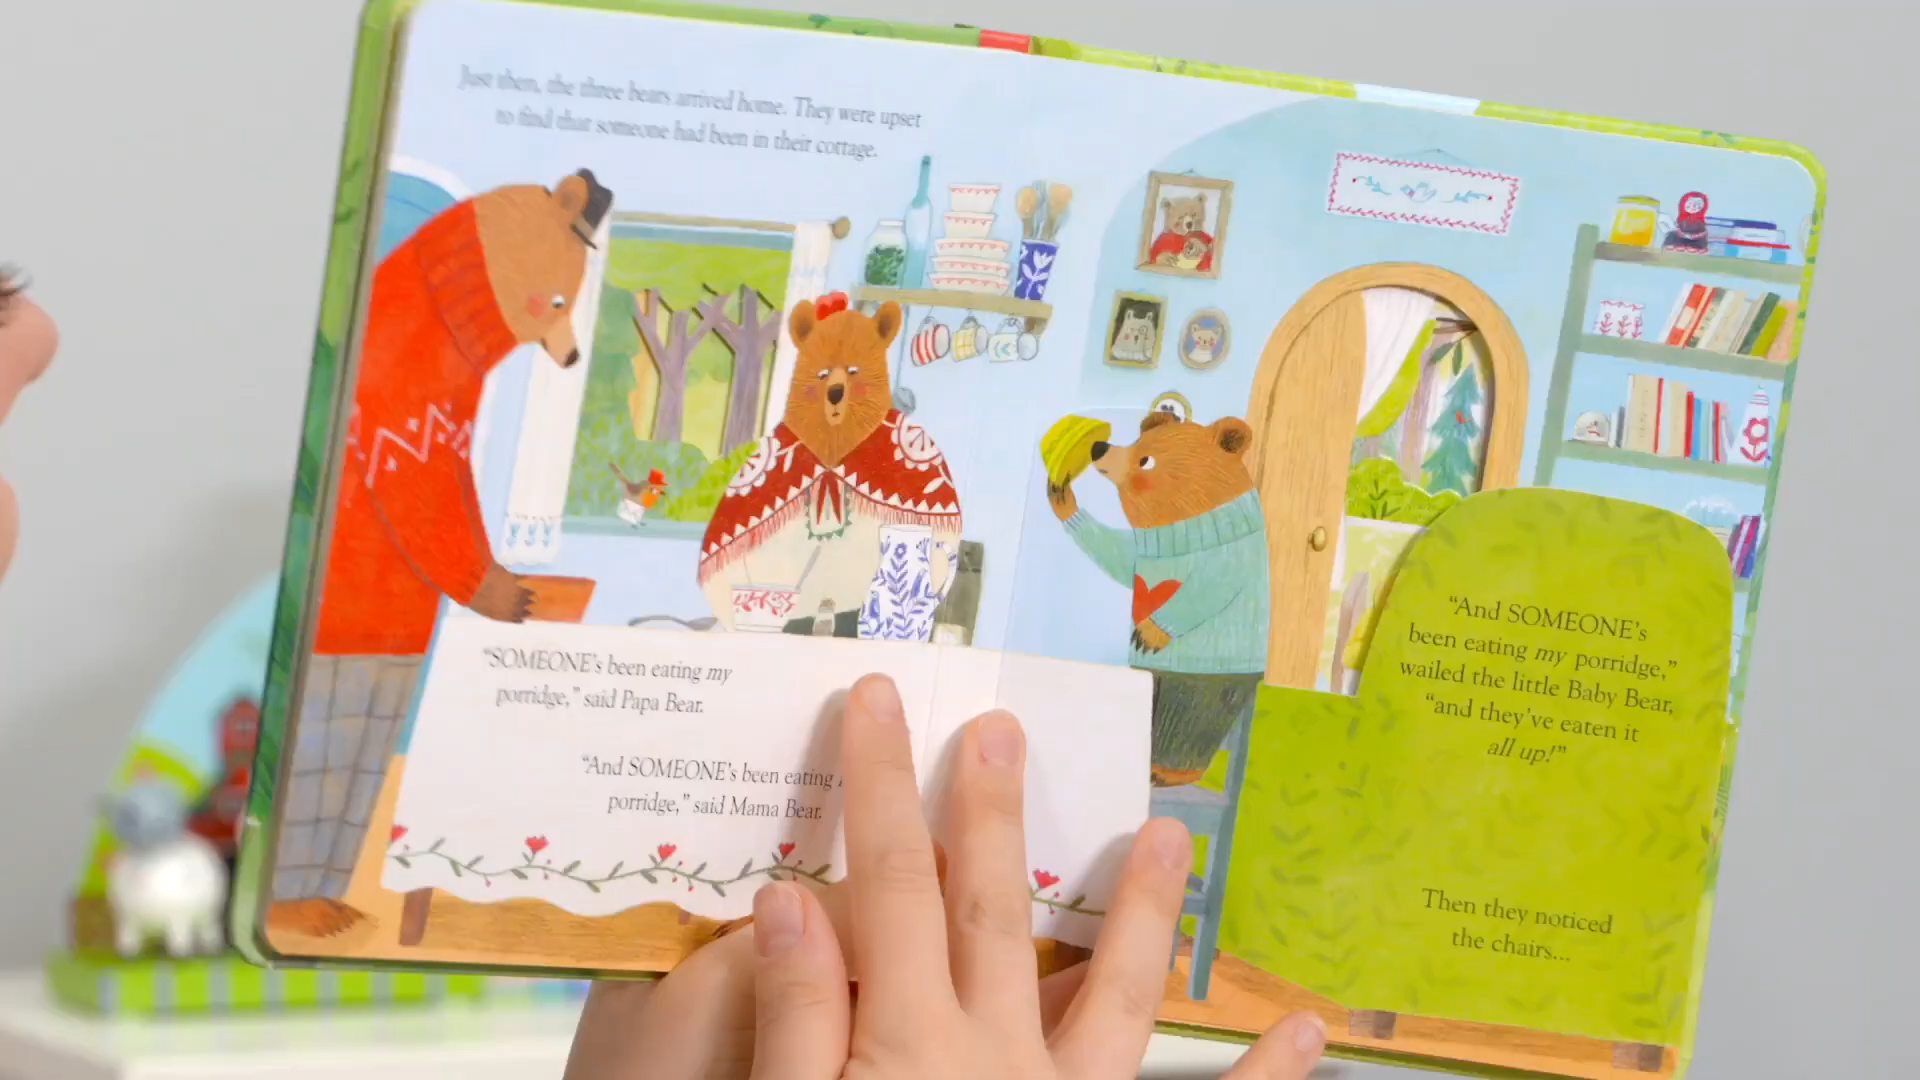 Just then, the three bears arrived home. They were upset
to find that someone had been in their cottage.
“SOMEONE’s been eating my
porridge,” said Papa Bear.
“And SOMEONE’s been eating
porridge,” said Mama Bear.
“And SOMEONE’s
been eating my porridge,”
wailed the little Baby Bear,
“and they’ve eaten it
all up!”
Then they noticed
the chairs...